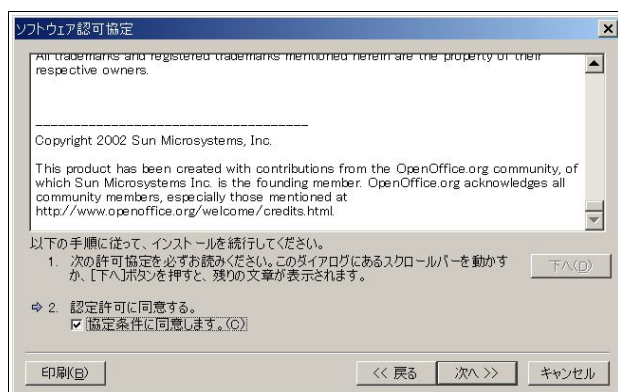 ソフトウェア認可協定
All trademarks and registered trademarks mentioned herein are the property of their
respective owners.
------------------------------------
Copyright 2002 Sun Microsystems, Inc.
This product has been created with contributions from the OpenOffice.org community, of
which Sun Microsystems Inc. is the founding member. OpenOffice.org acknowledges all
community members, especially those mentioned at
http://www.openoffice.org/welcome/credits.html.
以下の手順に従って、インストールを続行してください。
1. 次の許可協定を必ずお読みください。このダイアログにあるスクロールバーを動かす
か、[下へ]ボタンを押すと、残りの文章が表示されます。
下へ(D)
2. 認定許可に同意する。
協定条件に同意します。(C)
印刷(B)
<< 戻る
次へ >>
キャンセル